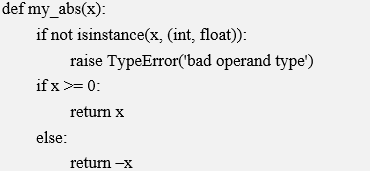 def my_abs(x):
    if not isinstance(x, (int, float)):
        raise TypeError('bad operand type')
    if x >= 0:
        return x
    else:
        return –x